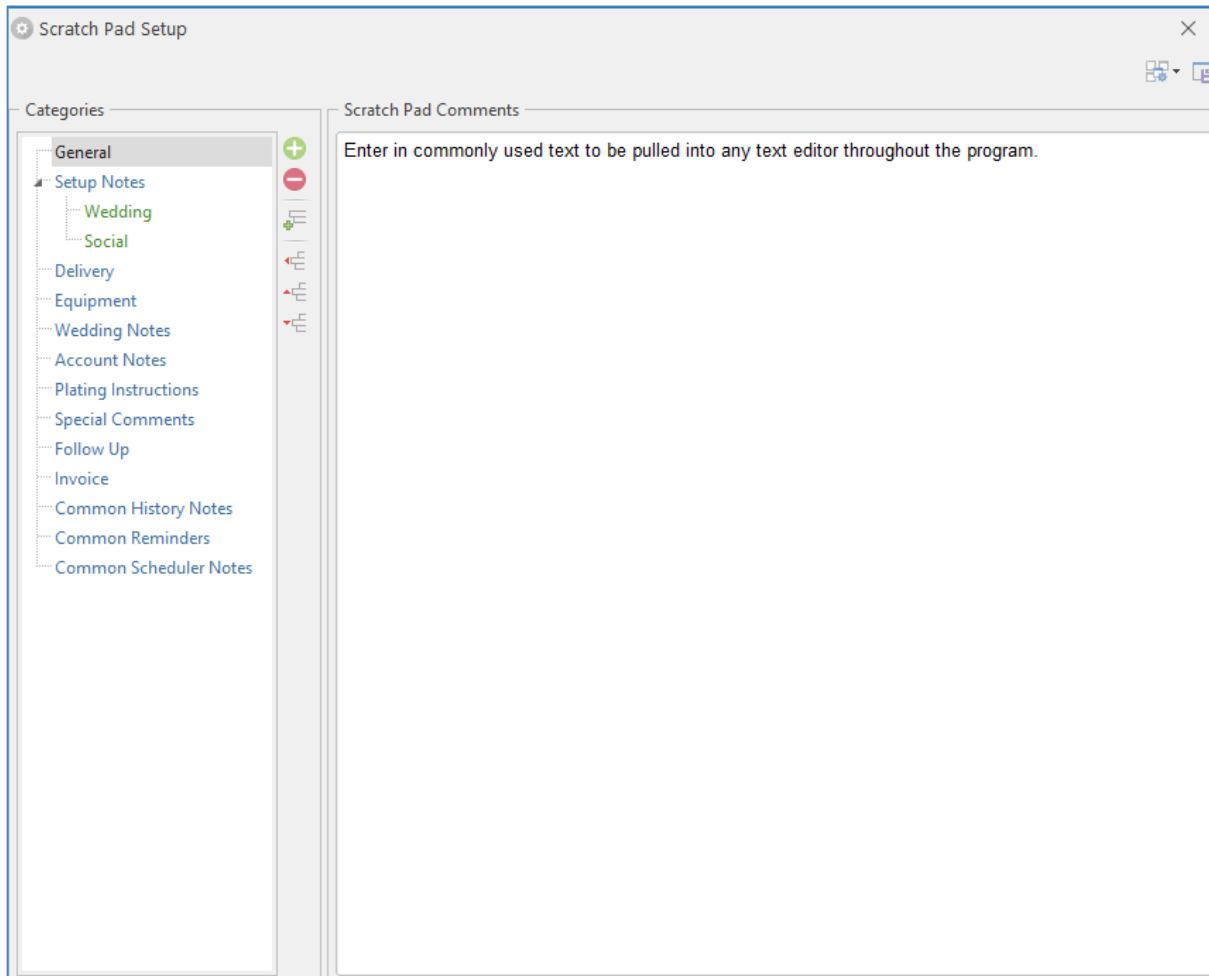 Scratch Pad Setup
Categories
Scratch Pad Comments
General
Enter in commonly used text to be pulled into any text editor throughout the program.
Setup Notes
Wedding
Social
Delivery
Equipment
Wedding Notes
Account Notes
Plating Instructions
Special Comments
Follow Up
Invoice
Common History Notes
Common Reminders
Common Scheduler Notes